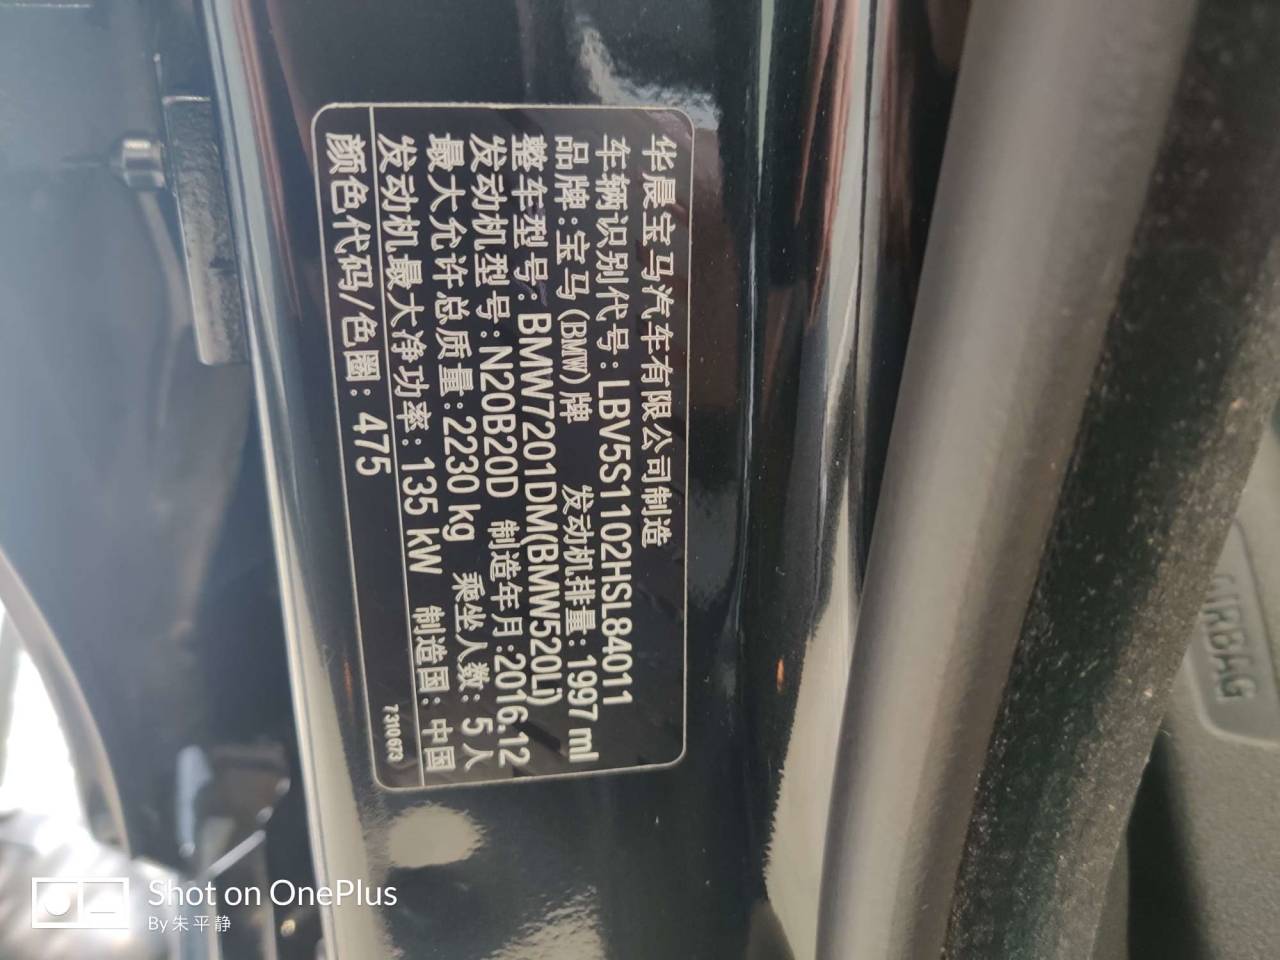 华晨宝马汽车有限公司制造
车辆识别代号:LBV5S1102HSL84011
品牌:宝马(BMW)牌 发动机排量:1997 ml
整车型号:BMW7201DM(BMW520Li)
发动机型号:N20B20D 制造年月:2016.12
最大允许总质量:2230 kg 乘坐人数: 5 人
发动机最大净功率:135 kW 制造国:中国
颜色代码/色圈: 475
7310673
AIRBAG
Shot on OnePlus
By 朱平静